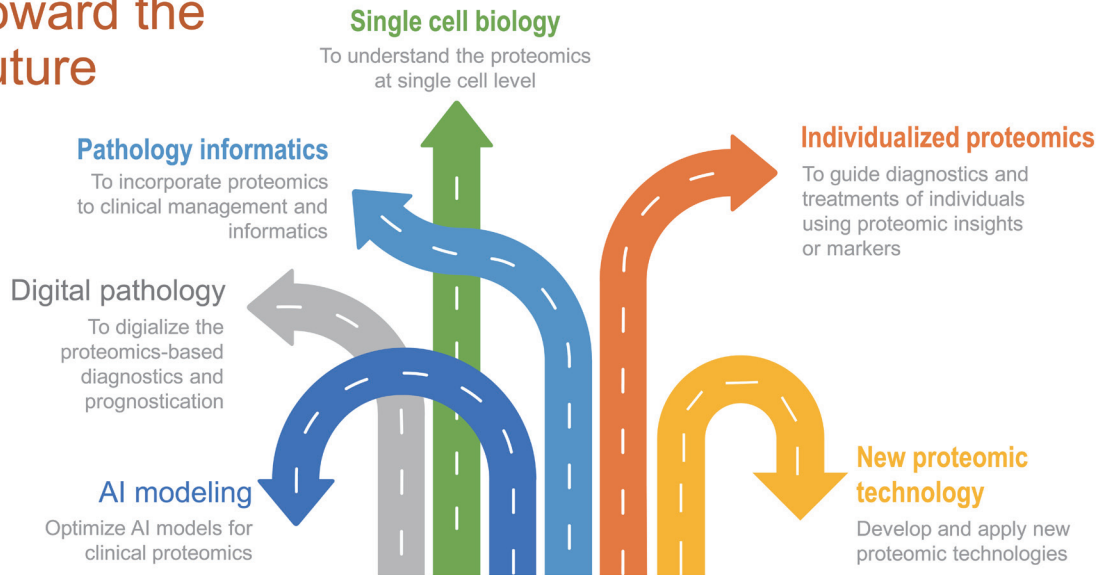 oward the
uture
Single cell biology
To understand the proteomics
at single cell level
Pathology informatics
To incorporate proteomics
to clinical management and
informatics
Individualized proteomics
To guide diagnostics and
treatments of individuals
using proteomic insights
or markers
Digital pathology
To digialize the
proteomics-based
diagnostics and
prognostication
AI modeling
Optimize AI models for
clinical proteomics
New proteomic
technology
Develop and apply new
proteomic technologies